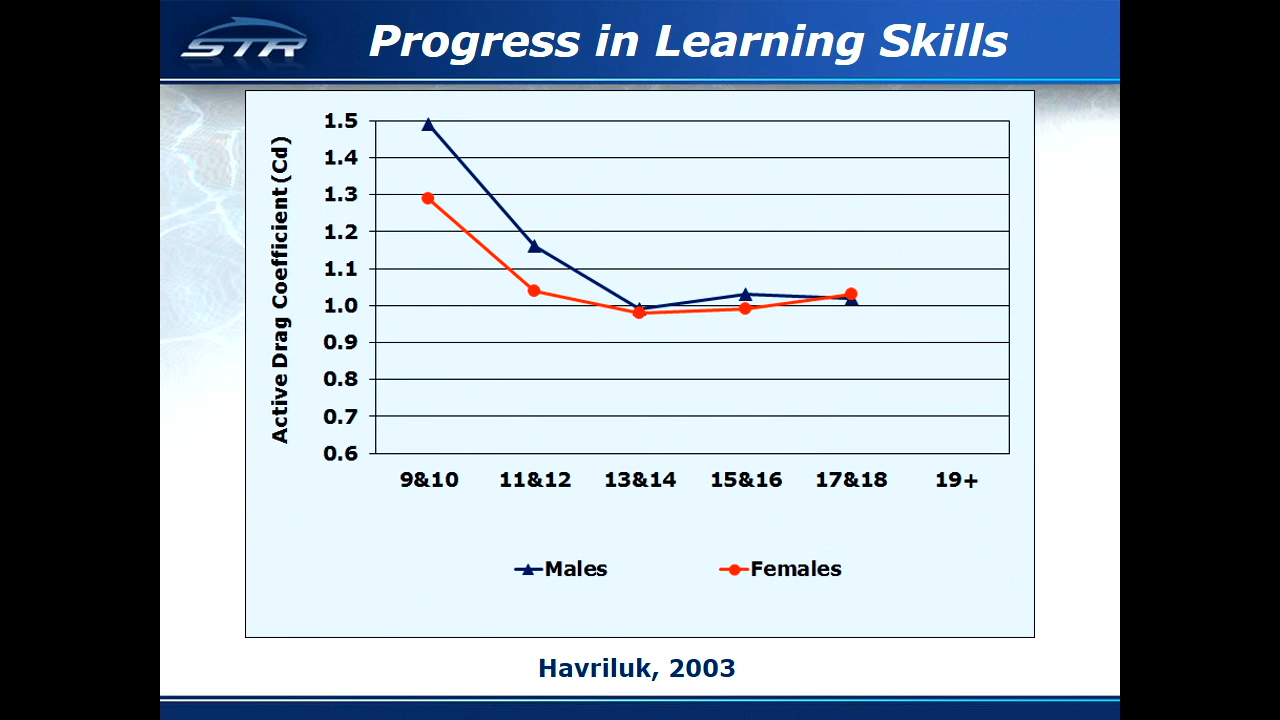 STR
Progress in Learning Skills
Active Drag Coefficient (Cd)
1.5
1.4
1.3
1.2
1.1
1.0
0.9
0.8
0.7
0.6
9&10 11&12 13&14 15&16 17&18 19+
Males Females
Havriluk, 2003